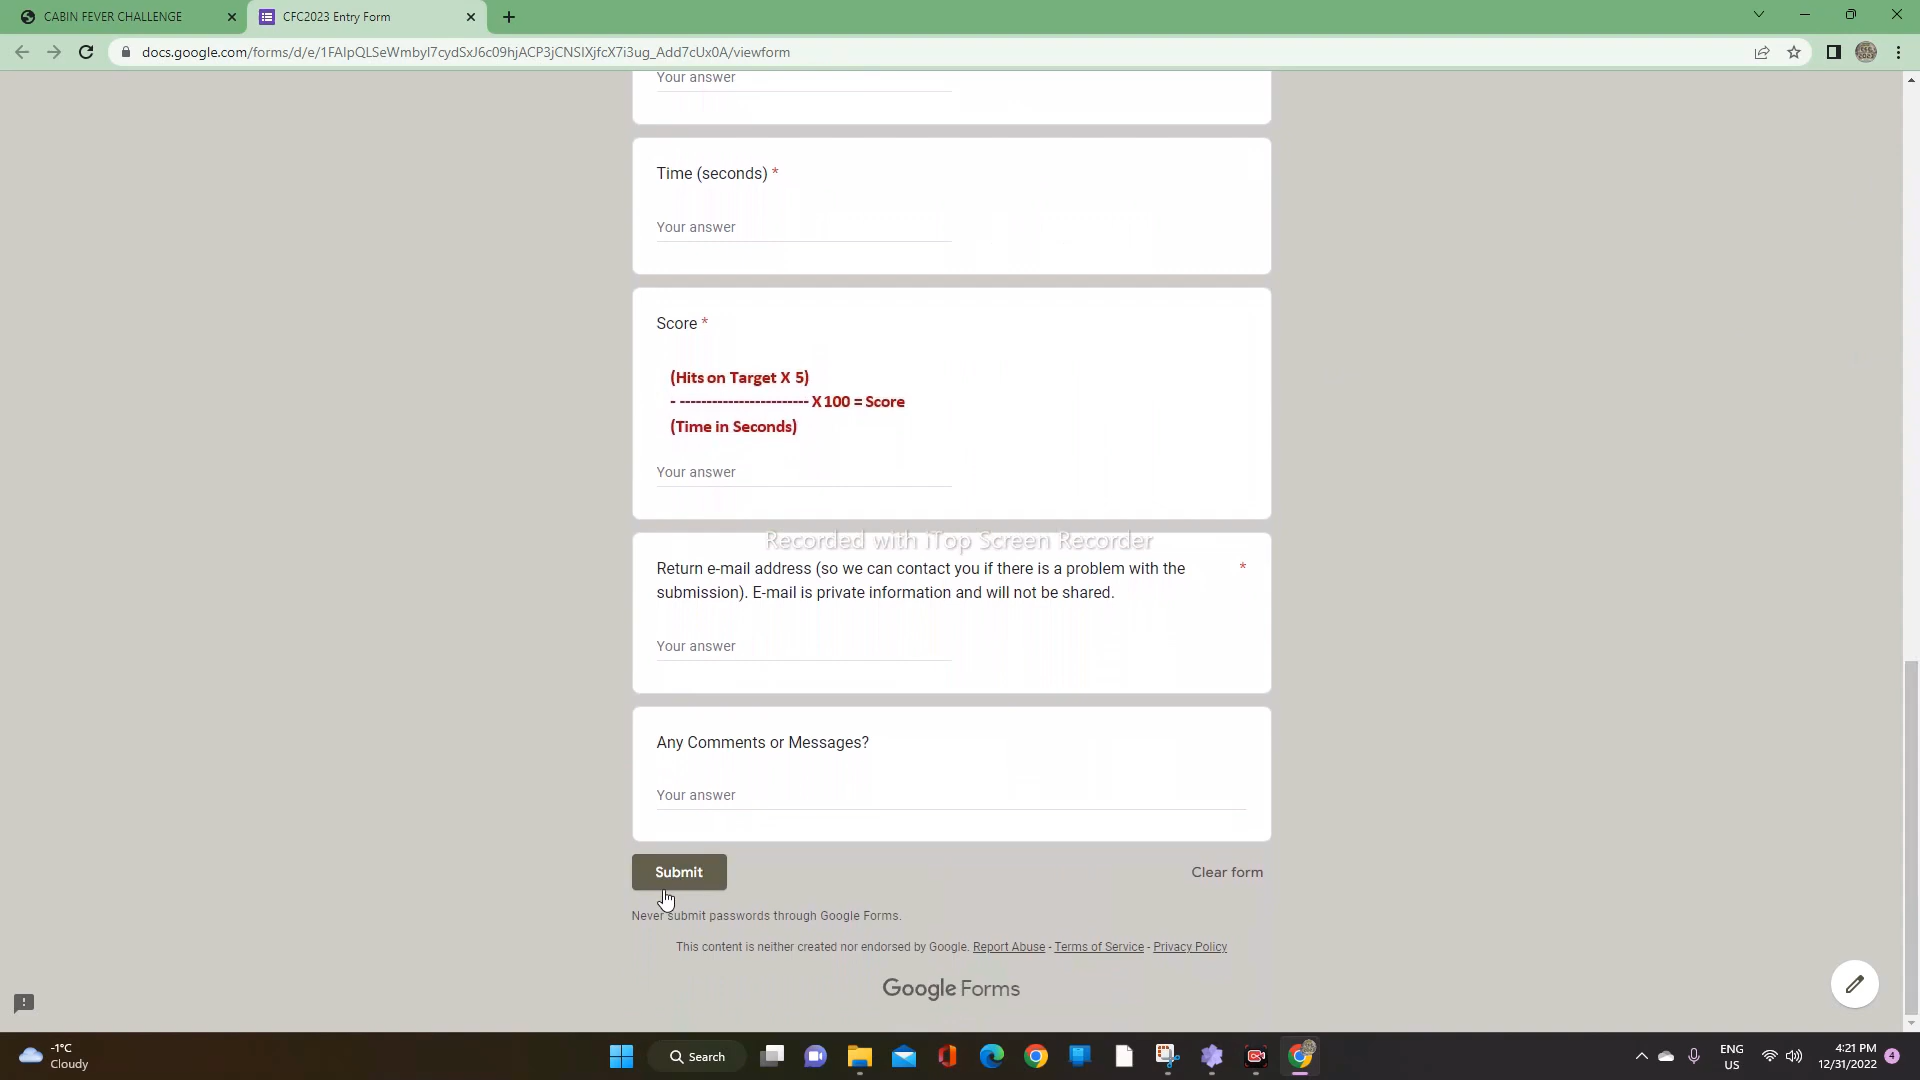 CABIN FEVER CHALLENGE
CFC2023 Entry Form
docs.google.com/forms/d/e/1FAIpQLSeWmbyl7cydSxJ6c09hjACP3jCNSIXjfcX7i3ug_Add7cUx0A/viewform
Your answer
Time (seconds) *
Your answer
Score *
(Hits on Target X 5)
- ------------------------ X 100 = Score
(Time in Seconds)
Your answer
Recorded with iTop Screen Recorder
Return e-mail address (so we can contact you if there is a problem with the *
submission). E-mail is private information and will not be shared.
Your answer
Any Comments or Messages?
Your answer
Submit
Clear form
Never submit passwords through Google Forms.
This content is neither created nor endorsed by Google. Report Abuse - Terms of Service - Privacy Policy
Google Forms
-1°C
Cloudy
Search
ENG
US
4:21 PM
12/31/2022
4